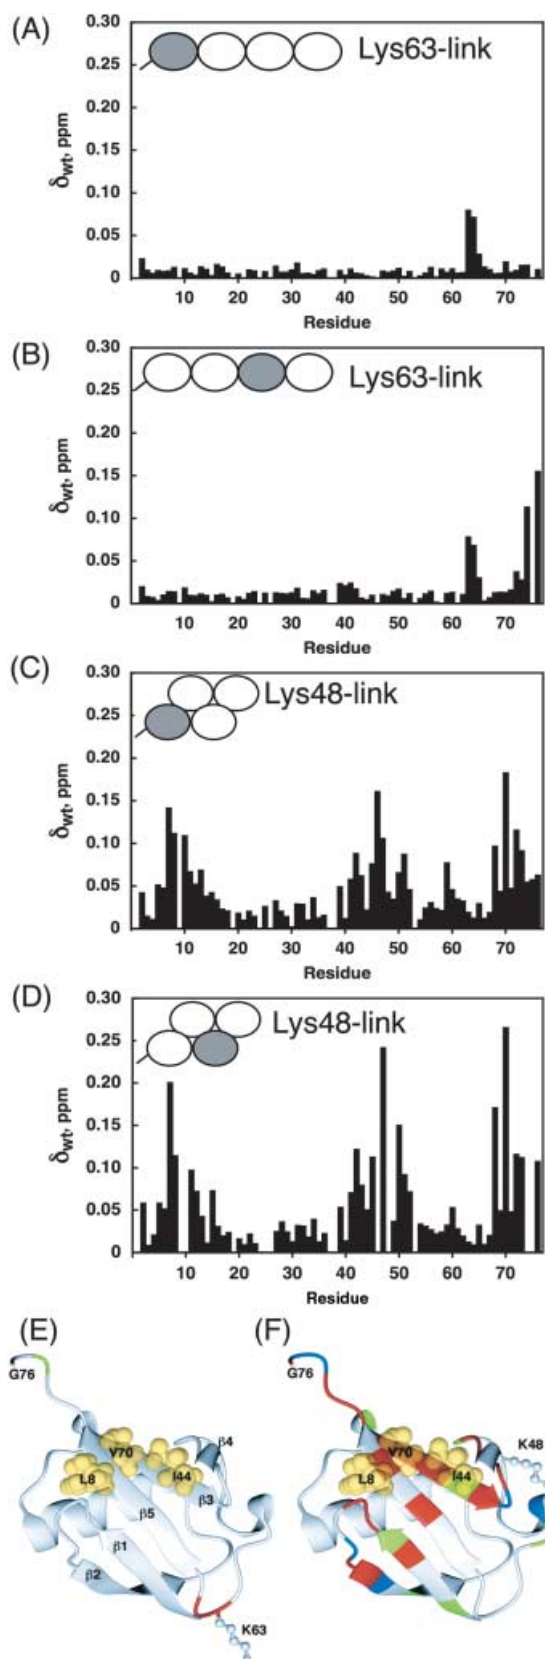 (A)
Lys63-link
0.30
0.25
0.20
0.15
0.10
0.05
0
δwt, ppm
10 20 30 40 50 60 70
Residue
(B)
Lys63-link
0.30
0.25
0.20
0.15
0.10
0.05
0
δwt, ppm
10 20 30 40 50 60 70
Residue
(C)
Lys48-link
0.30
0.25
0.20
0.15
0.10
0.05
0
δwt, ppm
10 20 30 40 50 60 70
Residue
(D)
Lys48-link
0.30
0.25
0.20
0.15
0.10
0.05
0
δwt, ppm
10 20 30 40 50 60 70
Residue
(E)
G76
V70
β4
L8
I44
β3
β5
β1
β2
K63
(F)
G76
K48
V70
L8
I44